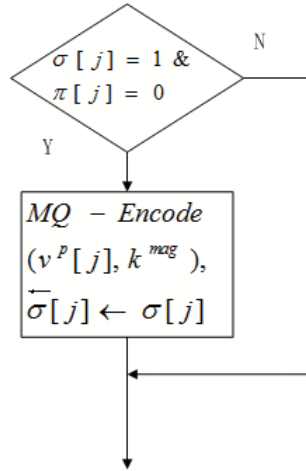 σ [ j ] = 1 &
π [ j ] = 0
N
Y
MQ – Encode
(v^p [ j ], k^mag ),
σ⃖ [ j ] ← σ [ j ]